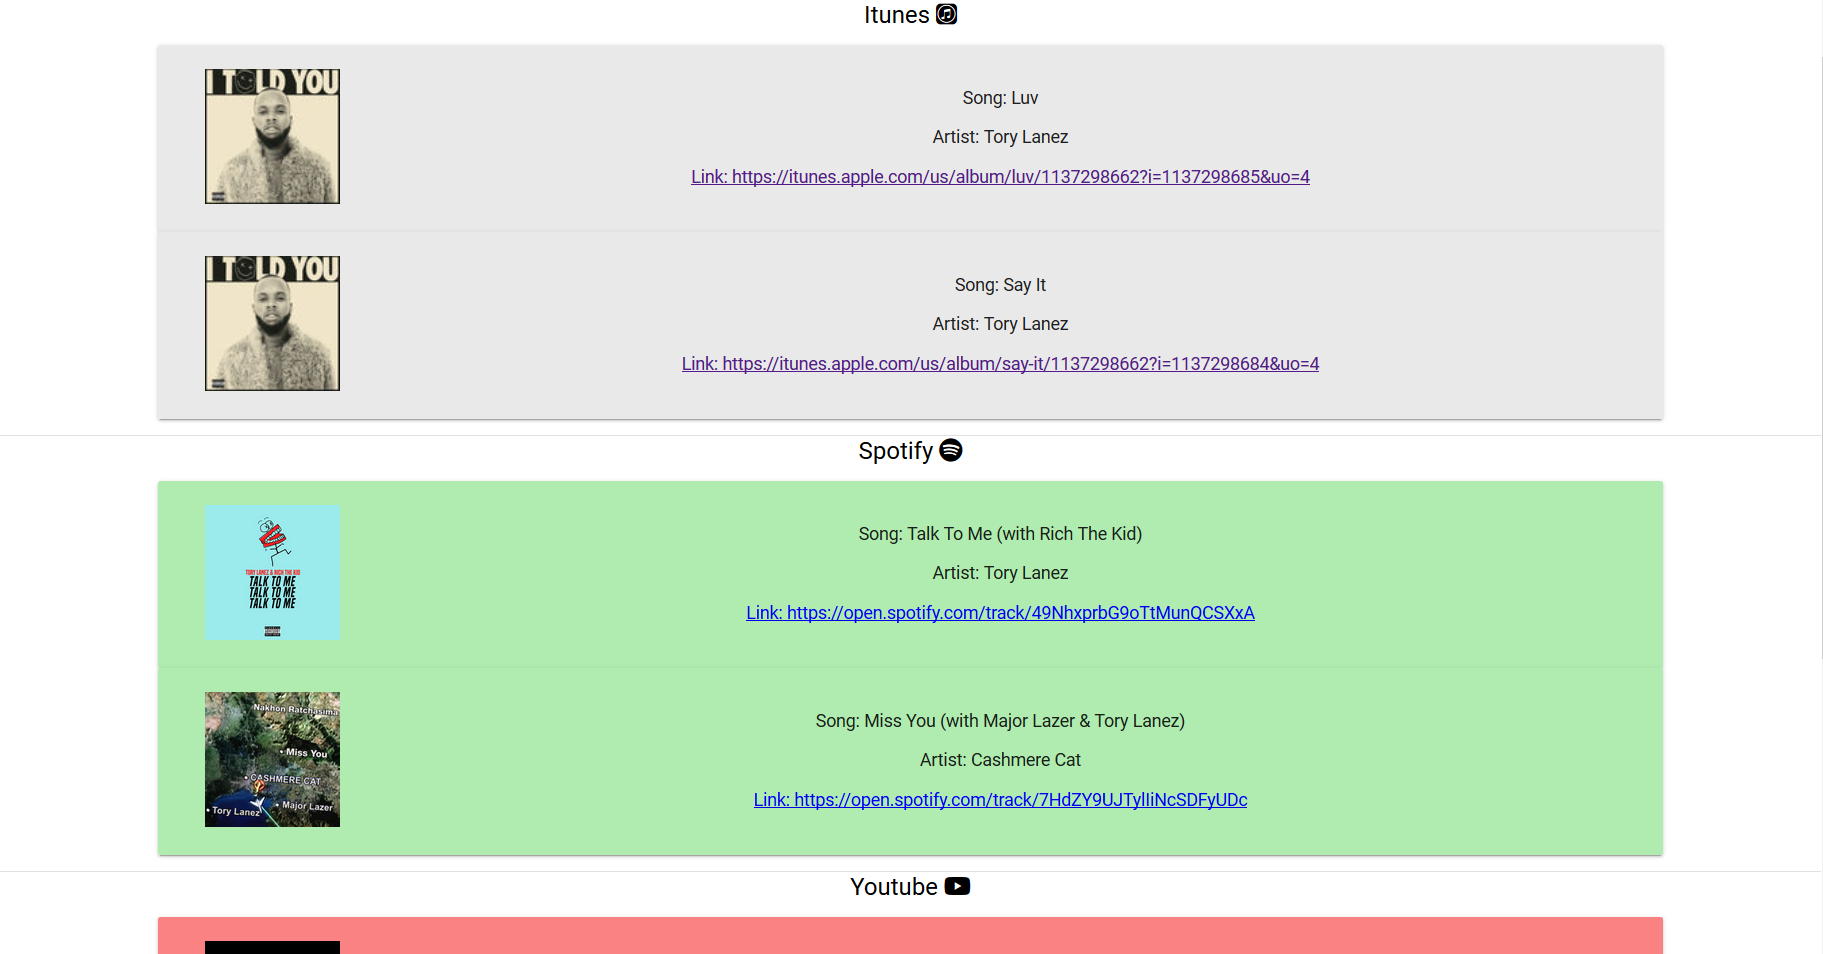 Itunes
I TOLD YOU
Song: Luv
Artist: Tory Lanez
Link: https://itunes.apple.com/us/album/luv/1137298662?i=1137298685&uo=4
I TOLD YOU
Song: Say It
Artist: Tory Lanez
Link: https://itunes.apple.com/us/album/say-it/1137298662?i=1137298684&uo=4
Spotify
TORY LANEZ & RICH THE KID
TALK TO ME
TALK TO ME
TALK TO ME
Song: Talk To Me (with Rich The Kid)
Artist: Tory Lanez
Link: https://open.spotify.com/track/49NhxprbG9oTtMunQCSXxA
Nakhon Ratchasima
• Miss You
• CASHMERE CAT
• Major Lazer
• Tory Lanez
Song: Miss You (with Major Lazer & Tory Lanez)
Artist: Cashmere Cat
Link: https://open.spotify.com/track/7HdZY9UJTylIiNcSDFyUDc
Youtube